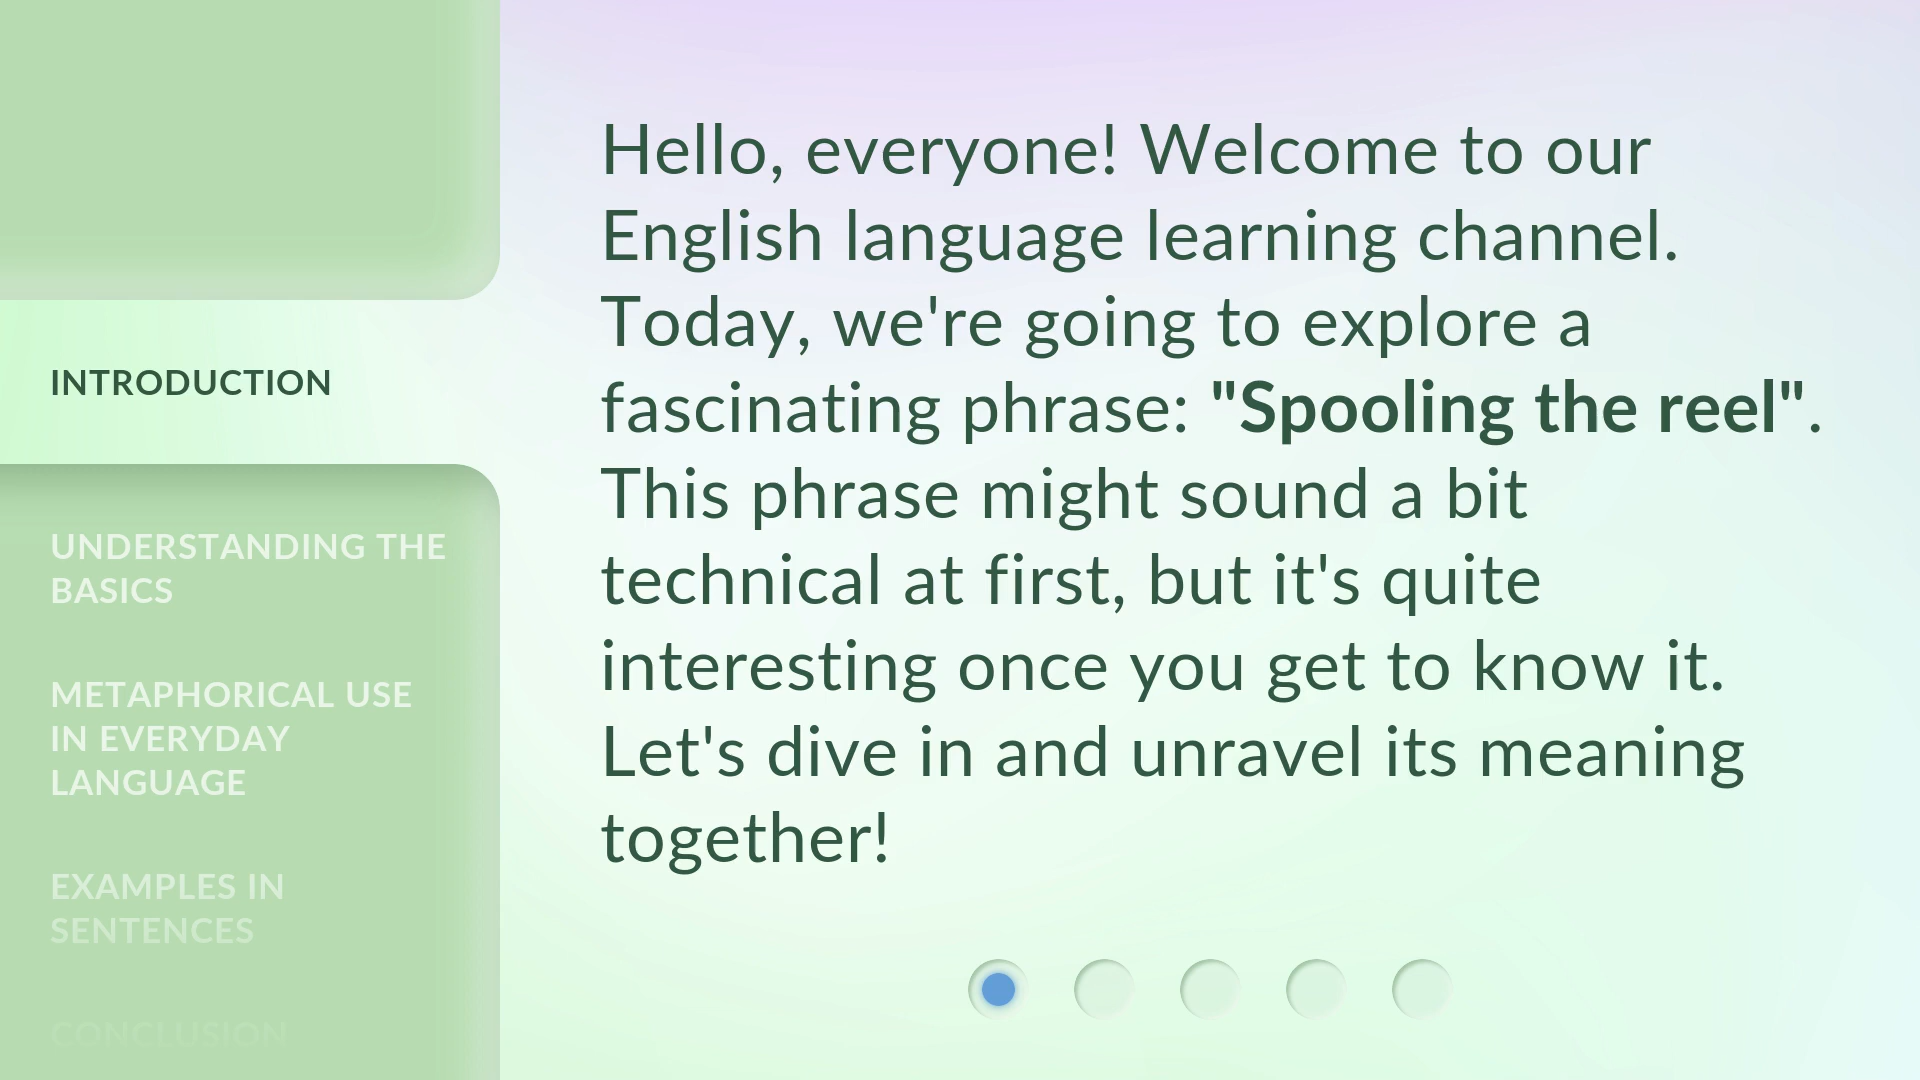 INTRODUCTION
UNDERSTANDING THE
BASICS
METAPHORICAL USE
IN EVERYDAY
LANGUAGE
EXAMPLES IN
SENTENCES
CONCLUSION
Hello, everyone! Welcome to our
English language learning channel.
Today, we're going to explore a
fascinating phrase: "Spooling the reel".
This phrase might sound a bit
technical at first, but it's quite
interesting once you get to know it.
Let's dive in and unravel its meaning
together!